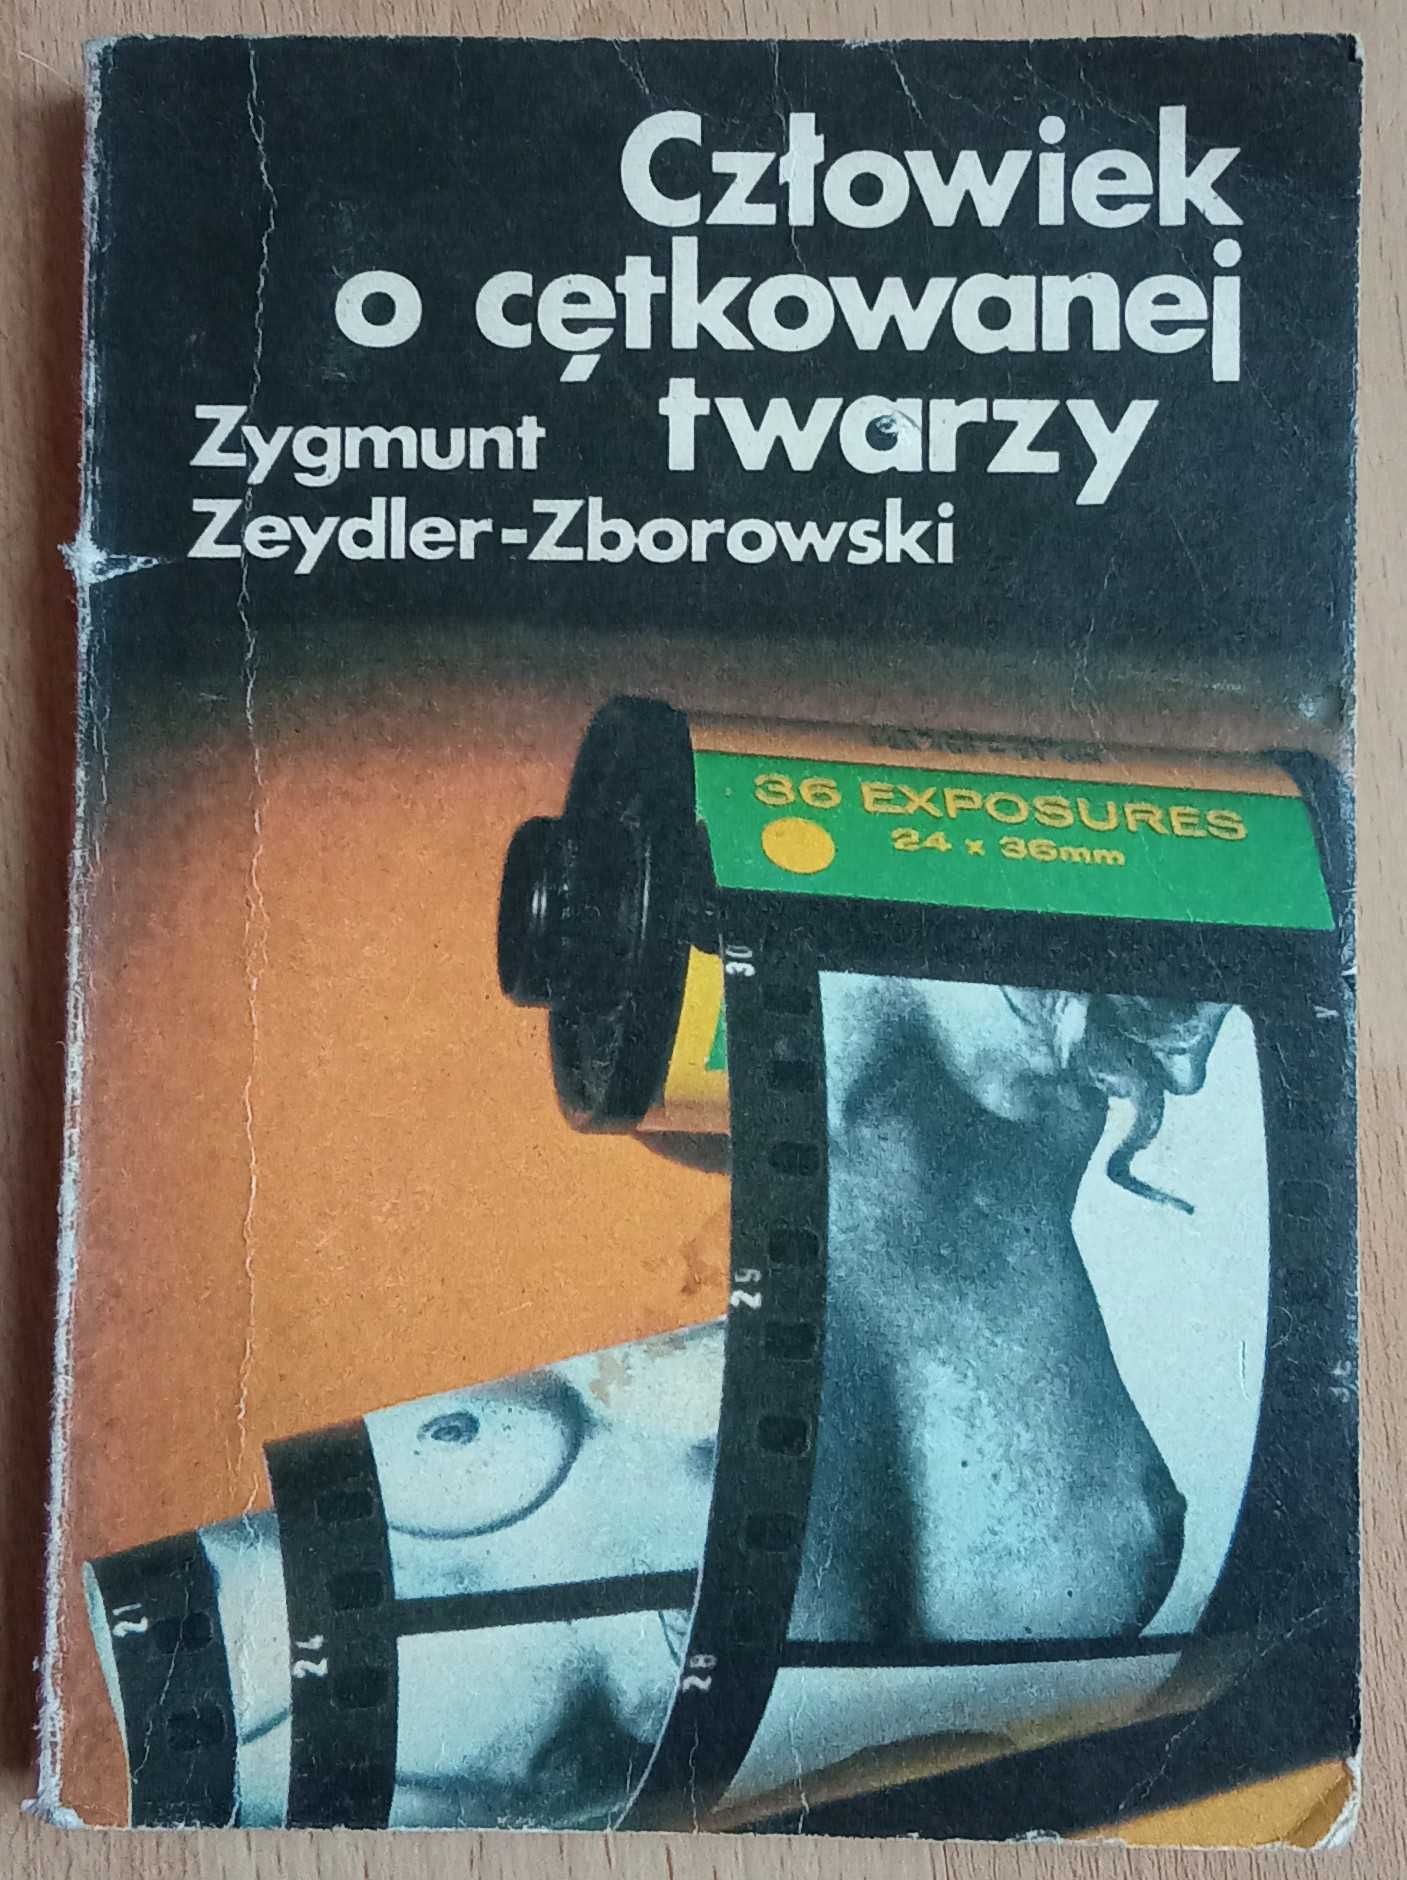 Człowiek
o cętkowanej
twarzy
Zygmunt
Zeydler-Zborowski
36 EXPOSURES
24 x 36mm
30
29
28
24
21